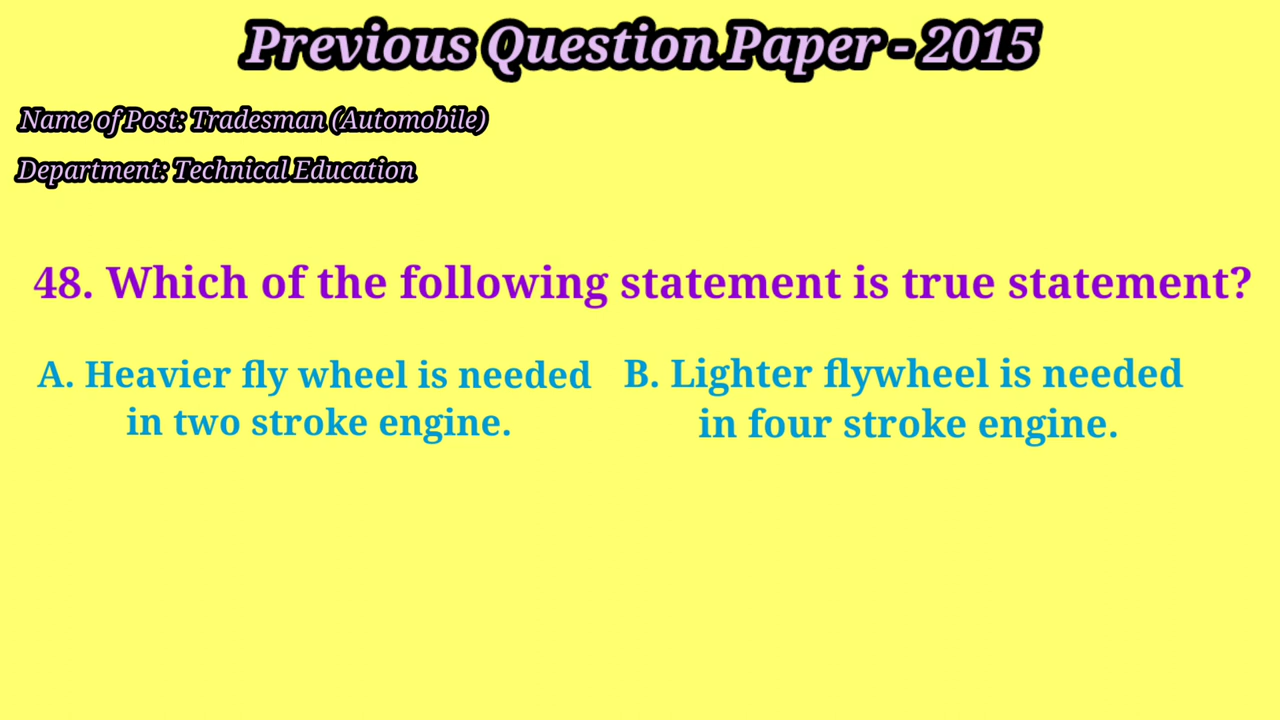 Previous Question Paper - 2015
Name of Post: Tradesman (Automobile)
Department: Technical Education
48. Which of the following statement is true statement?
A. Heavier fly wheel is needed
in two stroke engine.
B. Lighter flywheel is needed
in four stroke engine.